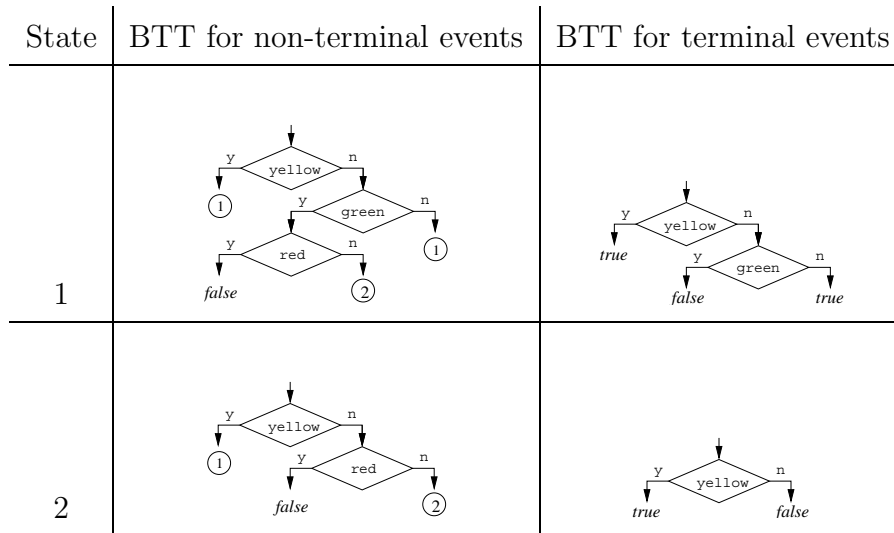 State BTT for non-terminal events BTT for terminal events
y yellow n
1
y green n
1
y red n
false
2
1
y yellow n
true
y green n
false true
y yellow n
1
y red n
false
2
2
y yellow n
true false